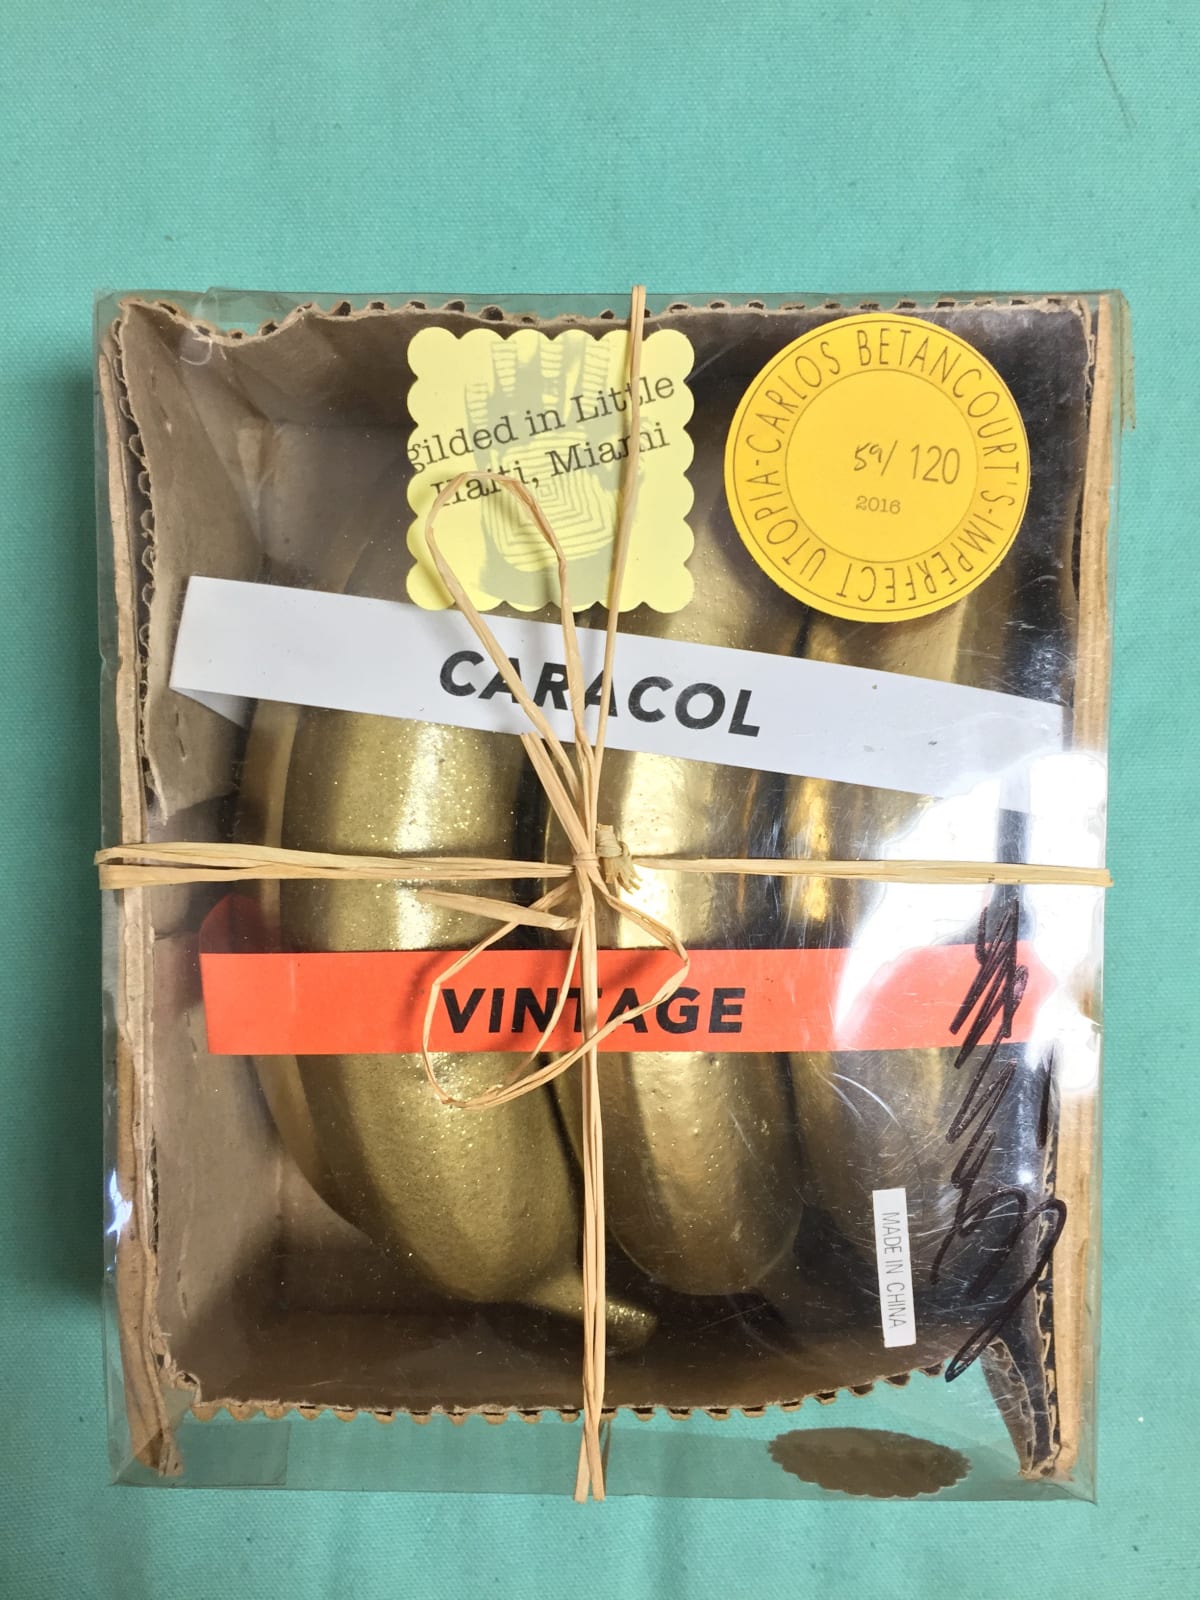 gilded in Little
Haiti, Miami
UTOPIA-CARLOS BETANCOURT'S-IMPERFECT
59/120
2016
CARACOL
VINTAGE
MADE IN CHINA